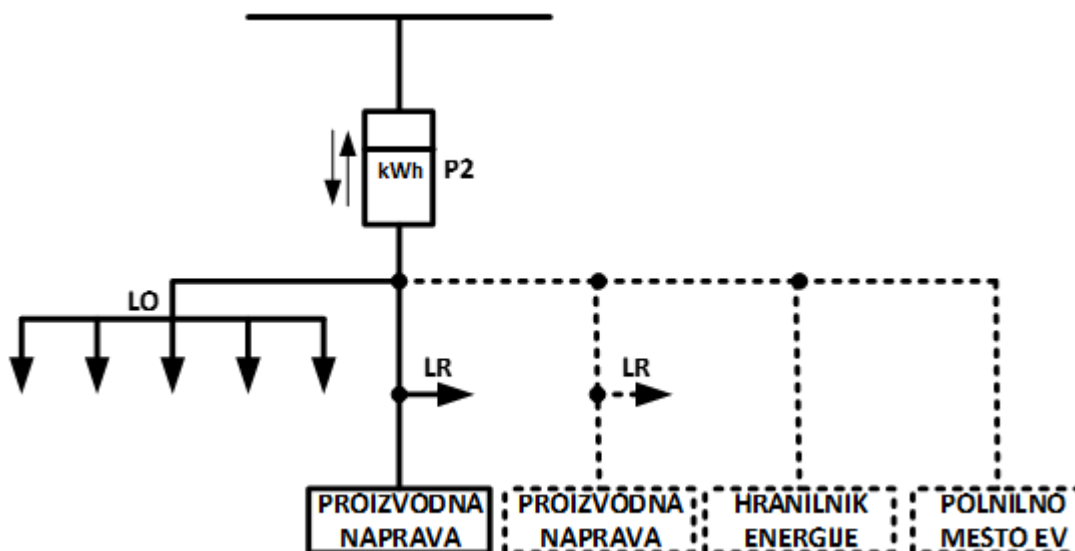 kWh P2
LO
LR LR
PROIZVODNA PROIZVODNA HRANILNIK POLNILNO
NAPRAVA NAPRAVA ENERGIJE MESTO EV